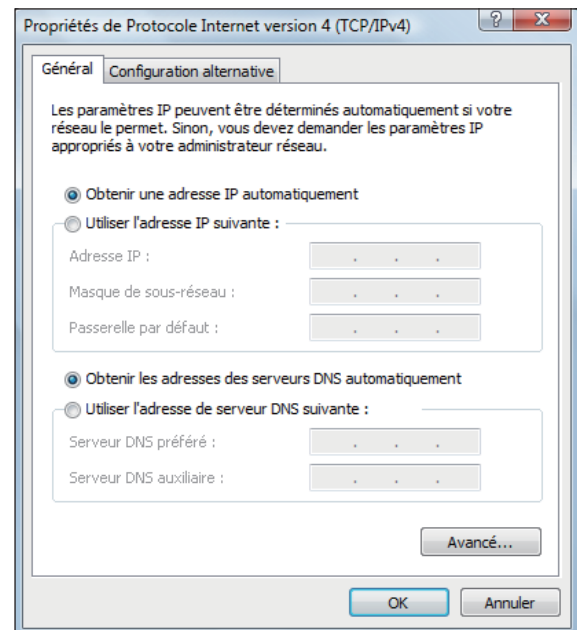 Propriétés de Protocole Internet version 4 (TCP/IPv4)
? X
Général Configuration alternative
Les paramètres IP peuvent être déterminés automatiquement si votre
réseau le permet. Sinon, vous devez demander les paramètres IP
appropriés à votre administrateur réseau.
Obtenir une adresse IP automatiquement
Utiliser l'adresse IP suivante :
Adresse IP : . . .
Masque de sous-réseau : . . .
Passerelle par défaut : . . .
Obtenir les adresses des serveurs DNS automatiquement
Utiliser l'adresse de serveur DNS suivante :
Serveur DNS préféré : . . .
Serveur DNS auxiliaire : . . .
Avancé...
OK Annuler